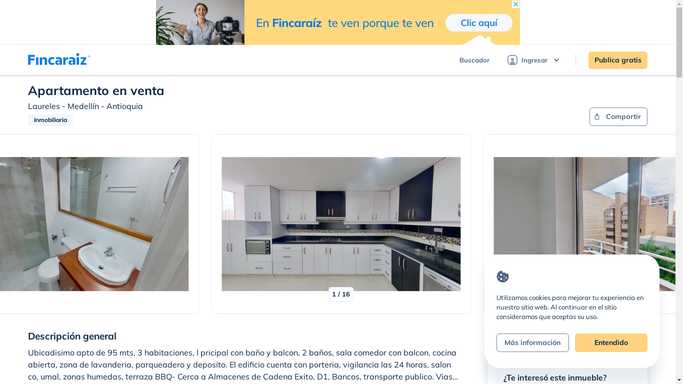 En Fincaraíz te ven porque te ven
Clic aquí
Fincaraíz
Buscador
Ingresar
Publica gratis
Apartamento en venta
Laureles - Medellín - Antioquia
Inmobiliaria
Compartir
1 / 16
Utilizamos cookies para mejorar tu experiencia en
nuestro sitio web. Al continuar en el sitio
consideramos que aceptas su uso.
Más información
Entendido
Descripción general
Ubicadisimo apto de 95 mts, 3 habitaciones, l pricipal con baño y balcon, 2 baños, sala comedor con balcon, cocina
abierta, zona de lavanderia, parqueadero y deposito. El edificio cuenta con porteria, vigilancia las 24 horas, salon
co, umal, zonas humedas, terraza BBQ- Cerca a Almacenes de Cadena Exito, D1, Bancos, transporte publico. Vias...
¿Te interesó este inmueble?